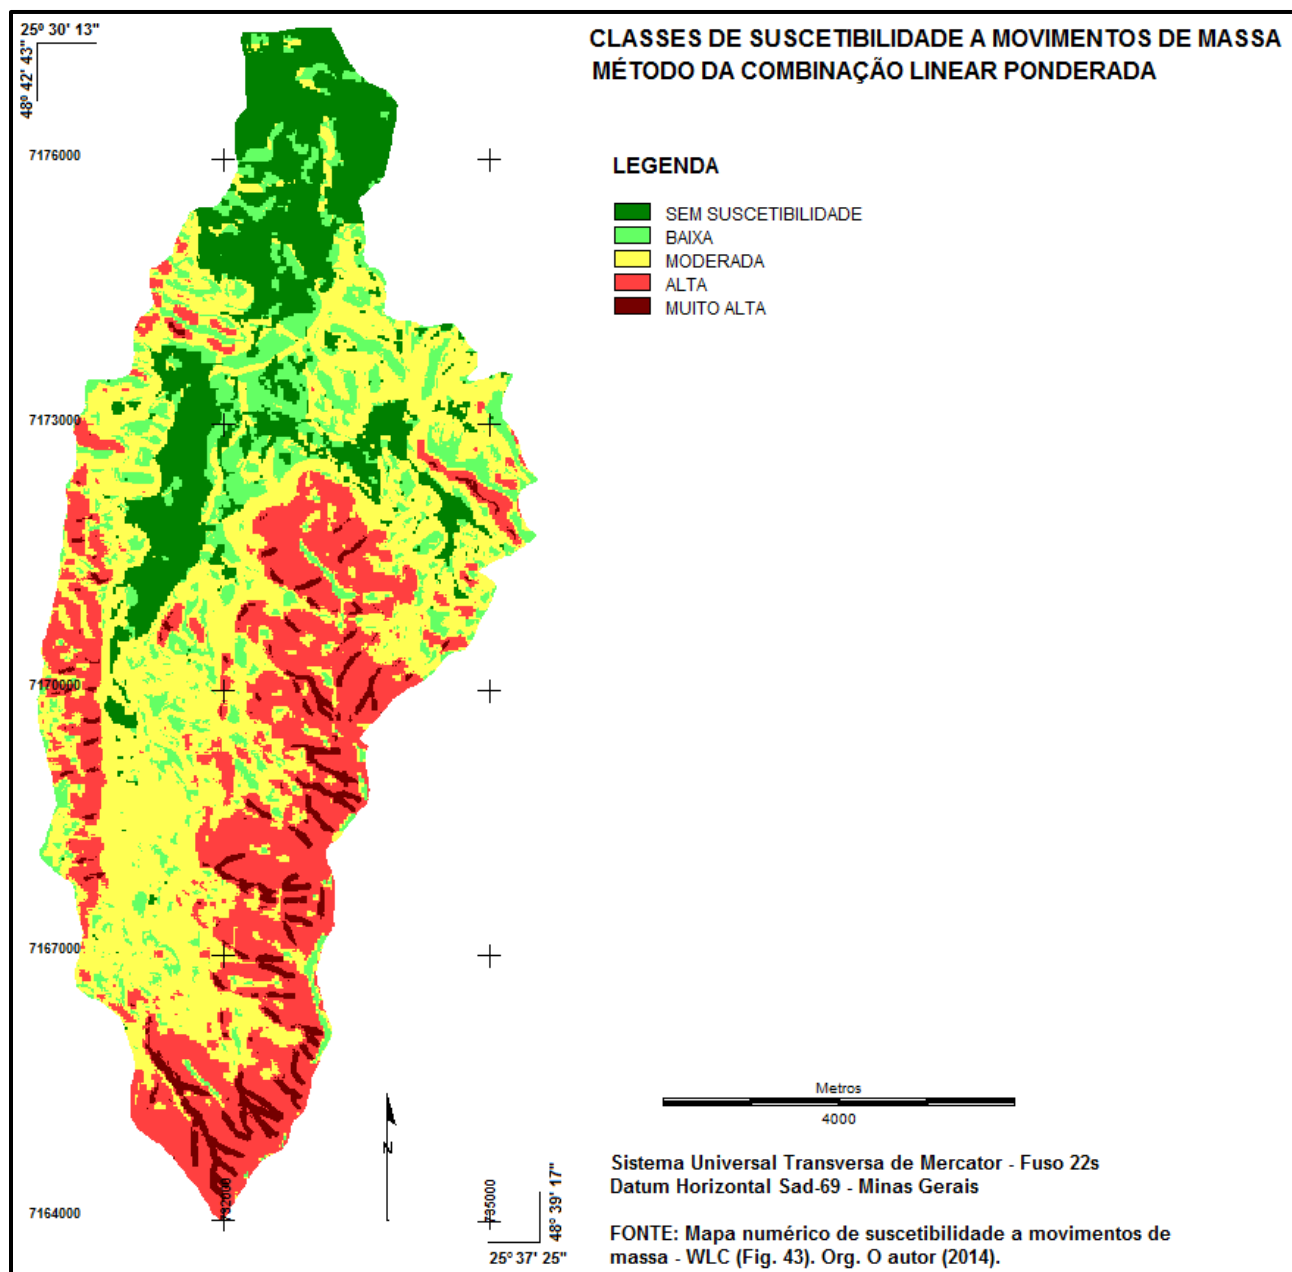 25º 30' 13"
48º 42' 43"
CLASSES DE SUSCETIBILIDADE A MOVIMENTOS DE MASSA
MÉTODO DA COMBINAÇÃO LINEAR PONDERADA
7176000
LEGENDA
SEM SUSCETIBILIDADE
BAIXA
MODERADA
ALTA
MUITO ALTA
7173000
7170000
7167000
Metros
4000
N
Sistema Universal Transversa de Mercator - Fuso 22s
Datum Horizontal Sad-69 - Minas Gerais
7164000
735000
48º 39' 17"
25º 37' 25"
FONTE: Mapa numérico de suscetibilidade a movimentos de
massa - WLC (Fig. 43). Org. O autor (2014).